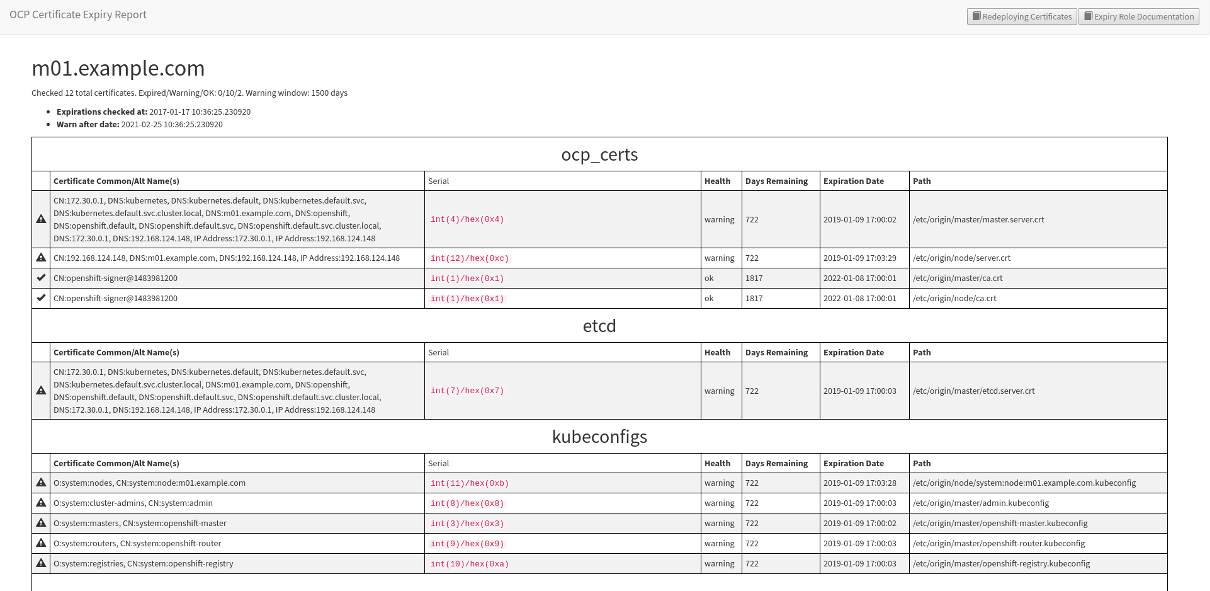 OCP Certificate Expiry Report
Redeploying Certificates
Expiry Role Documentation
m01.example.com
Checked 12 total certificates. Expired/Warning/OK: 0/10/2. Warning window: 1500 days
Expirations checked at: 2017-01-17 10:36:25.230920
Warn after date: 2021-02-25 10:36:25.230920
ocp_certs
Certificate Common/Alt Name(s) Serial Health Days Remaining Expiration Date Path
CN:172.30.0.1, DNS:kubernetes, DNS:kubernetes.default, DNS:kubernetes.default.svc,
DNS:kubernetes.default.svc.cluster.local, DNS:m01.example.com, DNS:openshift,
DNS:openshift.default, DNS:openshift.default.svc, DNS:openshift.default.svc.cluster.local,
DNS:172.30.0.1, DNS:192.168.124.148, IP Address:172.30.0.1, IP Address:192.168.124.148
int(4)/hex(0x4) warning 722 2019-01-09 17:00:02 /etc/origin/master/master.server.crt
CN:192.168.124.148, DNS:m01.example.com, DNS:192.168.124.148, IP Address:192.168.124.148 int(12)/hex(0xc) warning 722 2019-01-09 17:03:29 /etc/origin/node/server.crt
CN:openshift-signer@1483981200 int(1)/hex(0x1) ok 1817 2022-01-08 17:00:01 /etc/origin/master/ca.crt
CN:openshift-signer@1483981200 int(1)/hex(0x1) ok 1817 2022-01-08 17:00:01 /etc/origin/node/ca.crt
etcd
Certificate Common/Alt Name(s) Serial Health Days Remaining Expiration Date Path
CN:172.30.0.1, DNS:kubernetes, DNS:kubernetes.default, DNS:kubernetes.default.svc,
DNS:kubernetes.default.svc.cluster.local, DNS:m01.example.com, DNS:openshift,
DNS:openshift.default, DNS:openshift.default.svc, DNS:openshift.default.svc.cluster.local,
DNS:172.30.0.1, DNS:192.168.124.148, IP Address:172.30.0.1, IP Address:192.168.124.148
int(7)/hex(0x7) warning 722 2019-01-09 17:00:03 /etc/origin/master/etcd.server.crt
kubeconfigs
Certificate Common/Alt Name(s) Serial Health Days Remaining Expiration Date Path
O:system:nodes, CN:system:node:m01.example.com int(11)/hex(0xb) warning 722 2019-01-09 17:03:28 /etc/origin/node/system:node:m01.example.com.kubeconfig
O:system:cluster-admins, CN:system:admin int(8)/hex(0x8) warning 722 2019-01-09 17:00:03 /etc/origin/master/admin.kubeconfig
O:system:masters, CN:system:openshift-master int(3)/hex(0x3) warning 722 2019-01-09 17:00:02 /etc/origin/master/openshift-master.kubeconfig
O:system:routers, CN:system:openshift-router int(9)/hex(0x9) warning 722 2019-01-09 17:00:03 /etc/origin/master/openshift-router.kubeconfig
O:system:registries, CN:system:openshift-registry int(10)/hex(0xa) warning 722 2019-01-09 17:00:03 /etc/origin/master/openshift-registry.kubeconfig